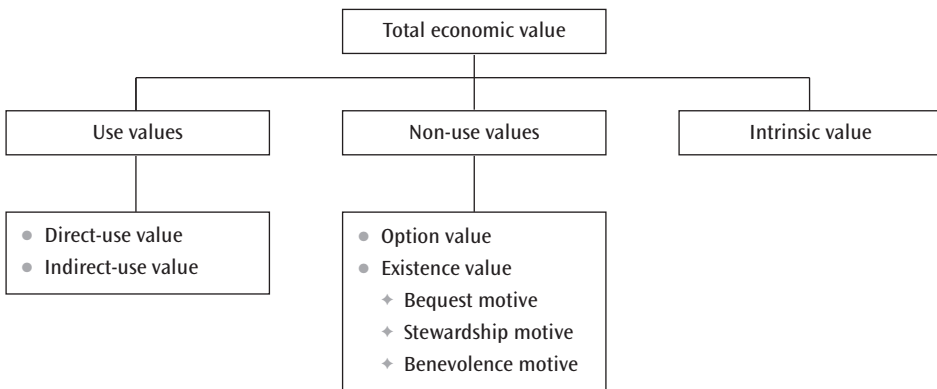 Total economic value
Use values
Non-use values
Intrinsic value
Direct-use value
Indirect-use value
Option value
Existence value
Bequest motive
Stewardship motive
Benevolence motive